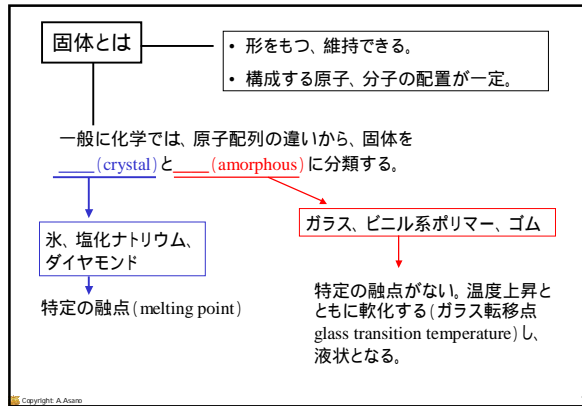 固体とは
• 形をもつ、維持できる。
• 構成する原子、分子の配置が一定。
一般に化学では、原子配列の違いから、固体を
____(crystal)と____(amorphous)に分類する。
氷、塩化ナトリウム、
ダイヤモンド
特定の融点(melting point)
ガラス、ビニル系ポリマー、ゴム
特定の融点がない。温度上昇と
ともに軟化する(ガラス転移点
glass transition temperature)し、
液状となる。
Copyright: A.Asano